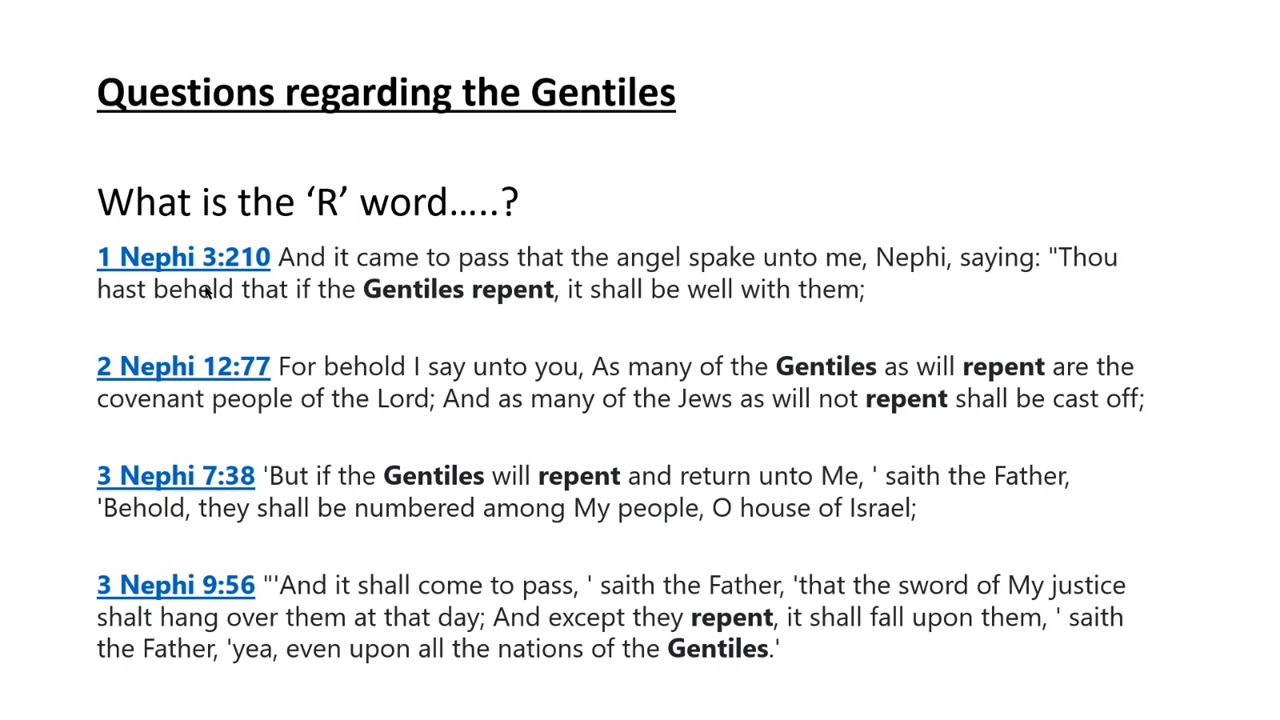 Questions regarding the Gentiles
What is the ‘R’ word…..?
1 Nephi 3:210 And it came to pass that the angel spake unto me, Nephi, saying: "Thou
hast behold that if the Gentiles repent, it shall be well with them;
2 Nephi 12:77 For behold I say unto you, As many of the Gentiles as will repent are the
covenant people of the Lord; And as many of the Jews as will not repent shall be cast off;
3 Nephi 7:38 'But if the Gentiles will repent and return unto Me, ' saith the Father,
'Behold, they shall be numbered among My people, O house of Israel;
3 Nephi 9:56 "'And it shall come to pass, ' saith the Father, 'that the sword of My justice
shalt hang over them at that day; And except they repent, it shall fall upon them, ' saith
the Father, 'yea, even upon all the nations of the Gentiles.'